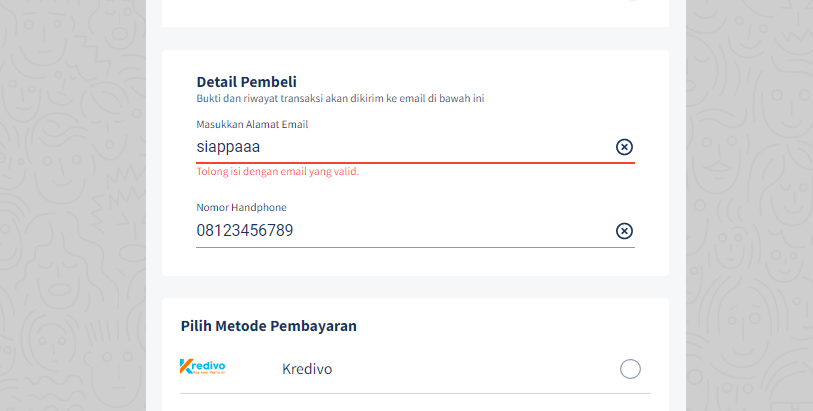 Detail Pembeli
Bukti dan riwayat transaksi akan dikirim ke email di bawah ini
Masukkan Alamat Email
siappaaa
Tolong isi dengan email yang valid.
Nomor Handphone
08123456789
Pilih Metode Pembayaran
Kredivo Kredivo